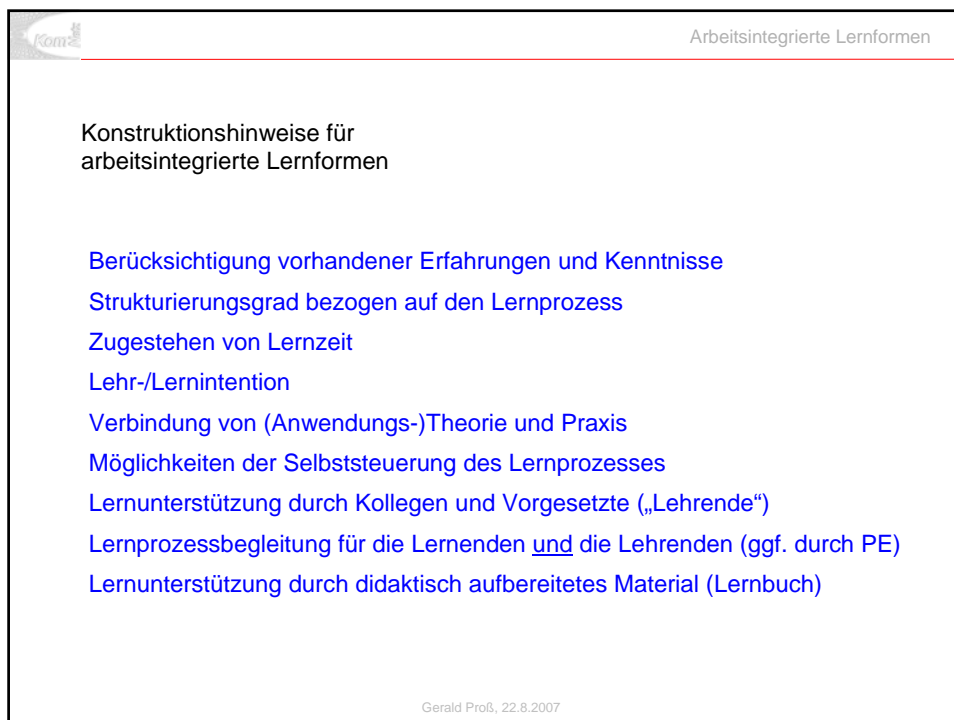 Arbeitsintegrierte Lernformen
Konstruktionshinweise für
arbeitsintegrierte Lernformen
Berücksichtigung vorhandener Erfahrungen und Kenntnisse
Strukturierungsgrad bezogen auf den Lernprozess
Zugestehen von Lernzeit
Lehr-/Lernintention
Verbindung von (Anwendungs-)Theorie und Praxis
Möglichkeiten der Selbststeuerung des Lernprozesses
Lernunterstützung durch Kollegen und Vorgesetzte („Lehrende“)
Lernprozessbegleitung für die Lernenden und die Lehrenden (ggf. durch PE)
Lernunterstützung durch didaktisch aufbereitetes Material (Lernbuch)
Gerald Proß, 22.8.2007